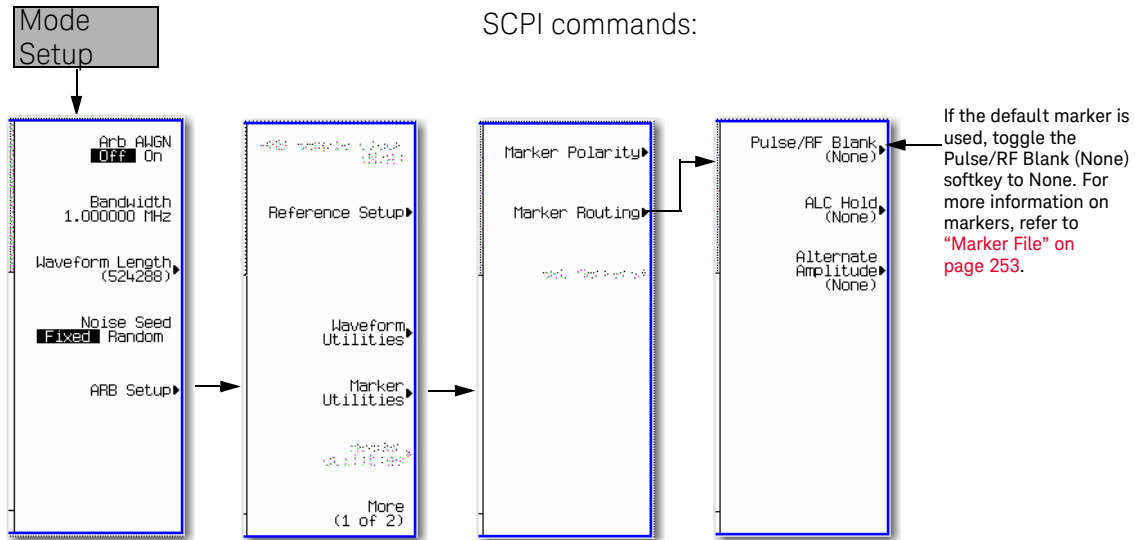 Mode
Setup
SCPI commands:
Arb AWGN
Off On
Bandwidth
1.000000 MHz
Waveform Length
(524288)
Noise Seed
Fixed Random
ARB Setup
Reference Setup
Waveform
Utilities
Marker
Utilities
More
(1 of 2)
Marker Polarity
Marker Routing
Pulse/RF Blank
(None)
ALC Hold
(None)
Alternate
Amplitude
(None)
If the default marker is
used, toggle the
Pulse/RF Blank (None)
softkey to None. For
more information on
markers, refer to
“Marker File” on
page 253.